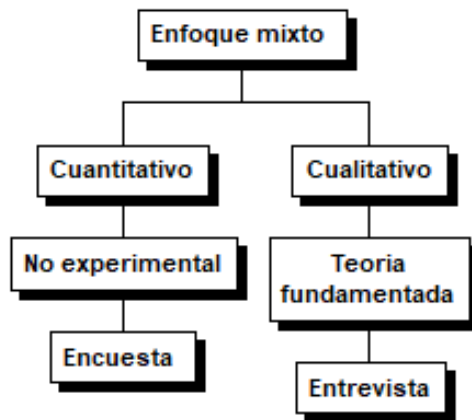 Enfoque mixto
Cuantitativo
Cualitativo
No experimental
Teoria
fundamentada
Encuesta
Entrevista